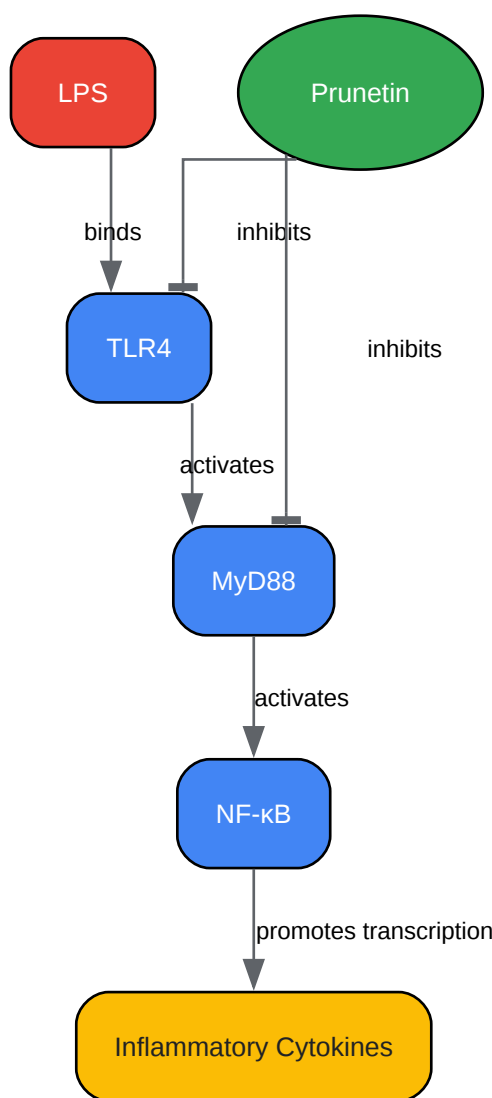 LPS
Prunetin
binds
inhibits
TLR4
inhibits
activates
MyD88
activates
NF-κB
promotes transcription
Inflammatory Cytokines